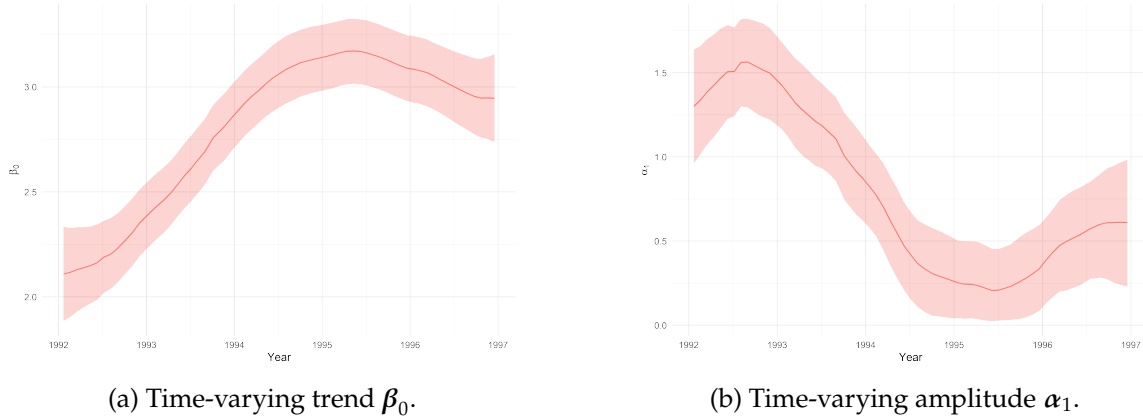 3.0
2.5
2.0
β₀
1992 1993 1994 1995 1996 1997
Year
(a) Time-varying trend β₀.
1.5
1.0
0.5
0.0
α₁
1992 1993 1994 1995 1996 1997
Year
(b) Time-varying amplitude α₁.